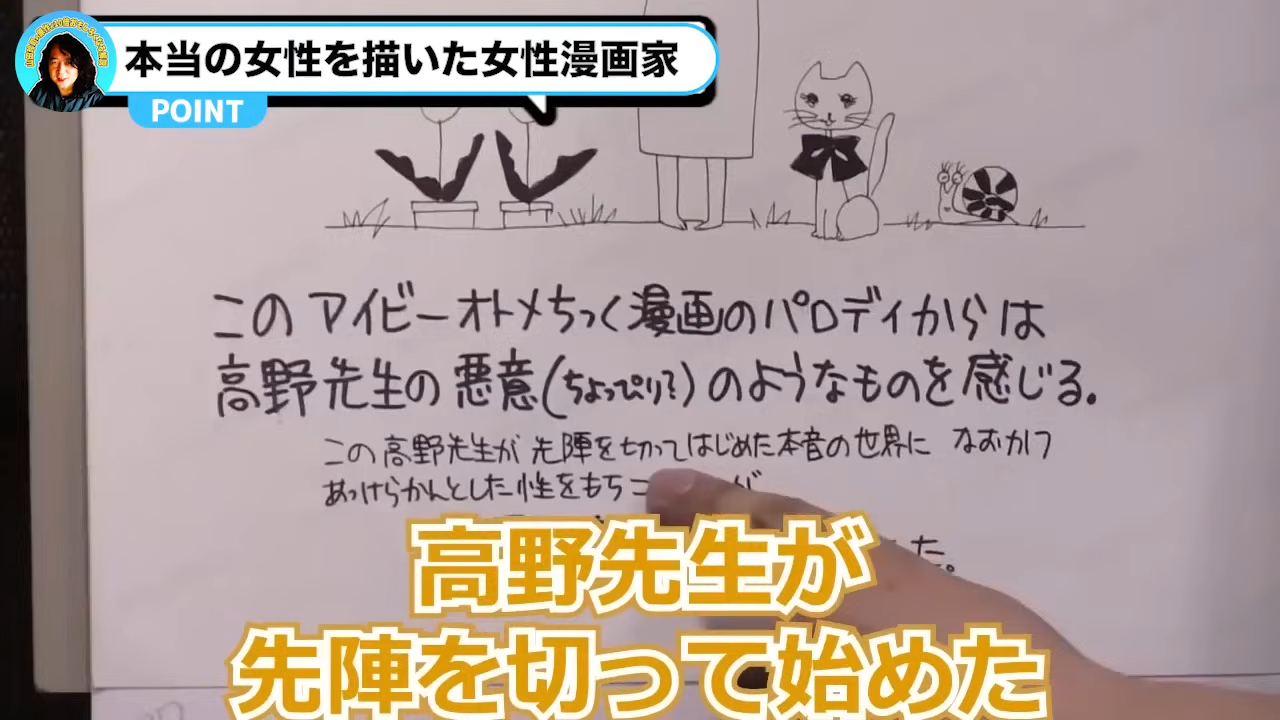 本当の女性を描いた女性漫画家
POINT
このアイビーオトメちっく漫画のパロディからは
高野先生の悪意(ちょっぴり?)のようなものを感じる。
この高野先生が 先陣を切ってはじめた本音の世界に なおかつ
あっけらかんとした性をもちこ が
た。
高野先生が
先陣を切って始めた